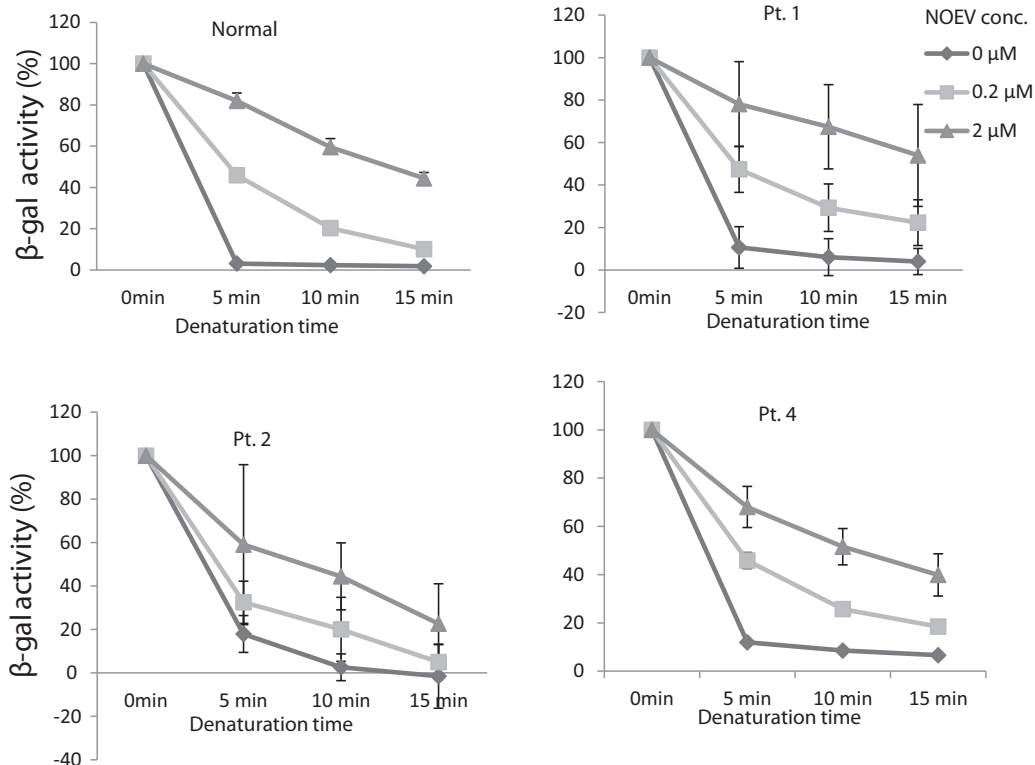 Normal
β-gal activity (%)
120
100
80
60
40
20
0
0min 5 min 10 min 15 min
Denaturation time
Pt. 1
120
100
80
60
40
20
0
-20
0min 5 min 10 min 15 min
Denaturation time
NOEV conc.
0 μM
0.2 μM
2 μM
Pt. 2
β-gal activity (%)
120
100
80
60
40
20
0
-20
-40
0min 5 min 10 min 15 min
Denaturation time
Pt. 4
120
100
80
60
40
20
0
0min 5 min 10 min 15 min
Denaturation time